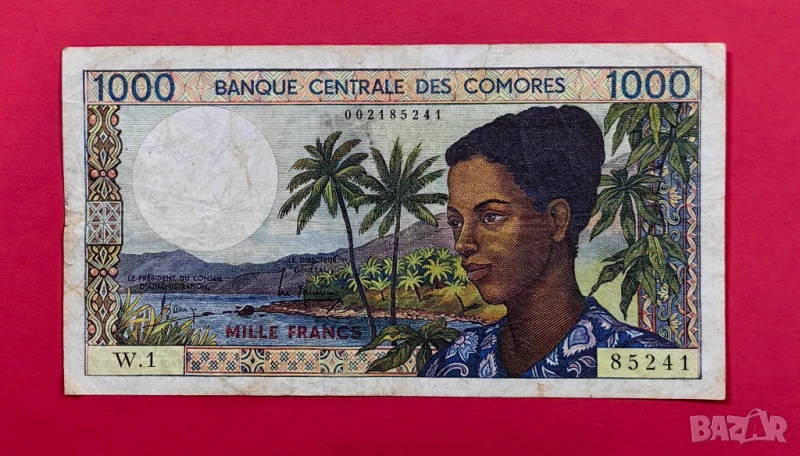 1000 BANQUE CENTRALE DES COMORES 1000
002185241
LE DIRECTEUR
GÉNÉRAL
LE PRÉSIDENT DU CONSEIL
D'ADMINISTRATION
MILLE FRANCS
W.1
85241
BAZAR